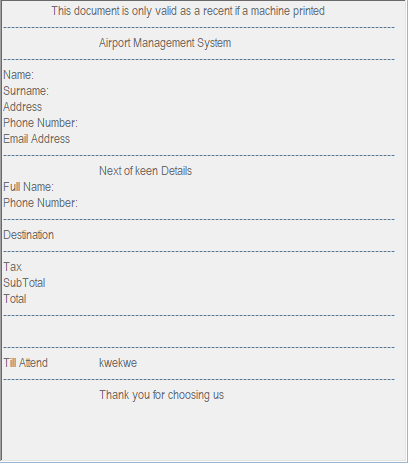 This document is only valid as a recent if a machine printed
Airport Management System
Name:
Surname:
Address
Phone Number:
Email Address
Next of keen Details
Full Name:
Phone Number:
Destination
Tax
SubTotal
Total
Till Attend kwekwe
Thank you for choosing us